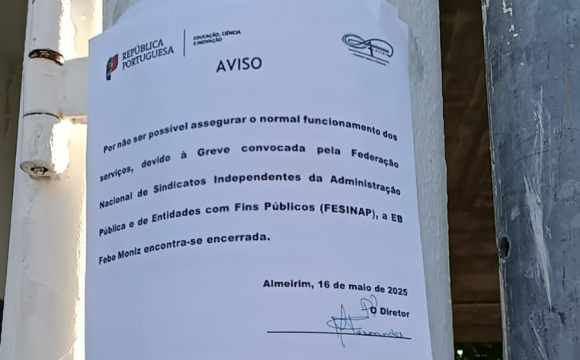 REPÚBLICA
PORTUGUESA
EDUCAÇÃO, CIÊNCIA
E INOVAÇÃO
AVISO
Por não ser possível assegurar o normal funcionamento dos
serviços, devido à Greve convocada pela Federação
Nacional de Sindicatos Independentes da Administração
Pública e de Entidades com Fins Públicos (FESINAP), a EB
Febo Moniz encontra-se encerrada.
Almeirim, 16 de maio de 2025
O Diretor